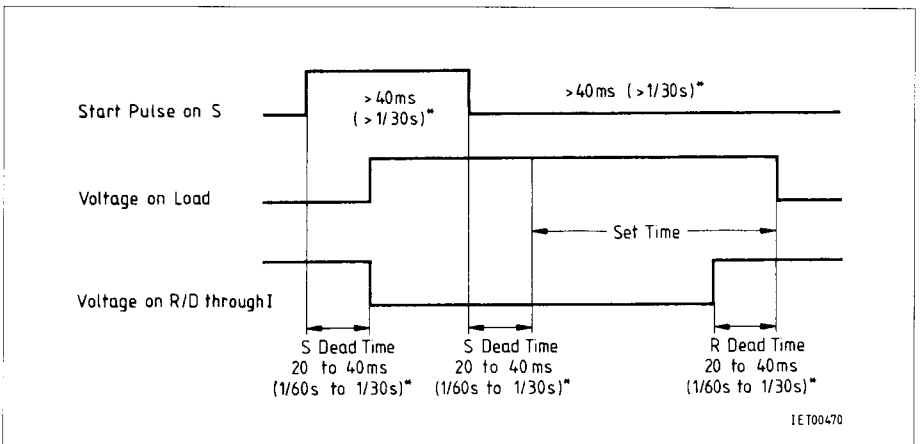 Start Pulse on S
>40ms
(>1/30s)*
>40ms (>1/30s)*
Voltage on Load
Set Time
Voltage on R/D through I
S Dead Time
20 to 40ms
(1/60s to 1/30s)*
S Dead Time
20 to 40ms
(1/60s to 1/30s)*
R Dead Time
20 to 40ms
(1/60s to 1/30s)*
IET00470